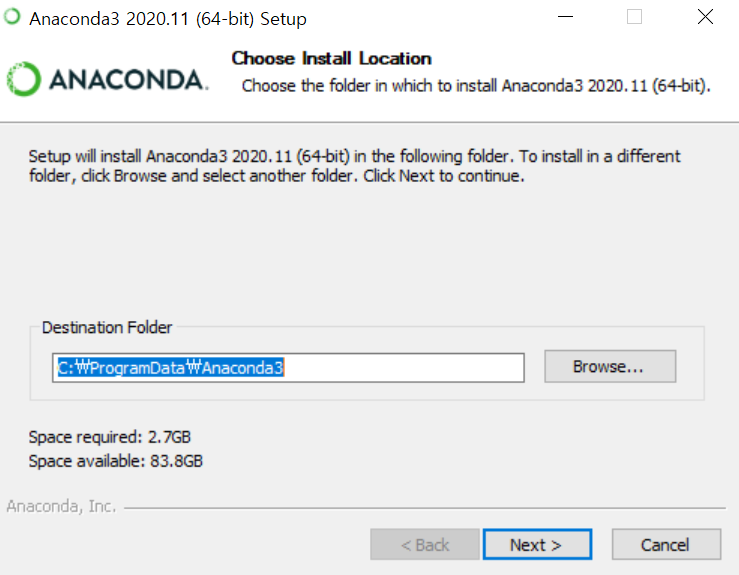 Anaconda3 2020.11 (64-bit) Setup
ANACONDA.
Choose Install Location
Choose the folder in which to install Anaconda3 2020.11 (64-bit).
Setup will install Anaconda3 2020.11 (64-bit) in the following folder. To install in a different
folder, click Browse and select another folder. Click Next to continue.
Destination Folder
C:₩ProgramData₩Anaconda3
Browse...
Space required: 2.7GB
Space available: 83.8GB
Anaconda, Inc.
< Back
Next >
Cancel